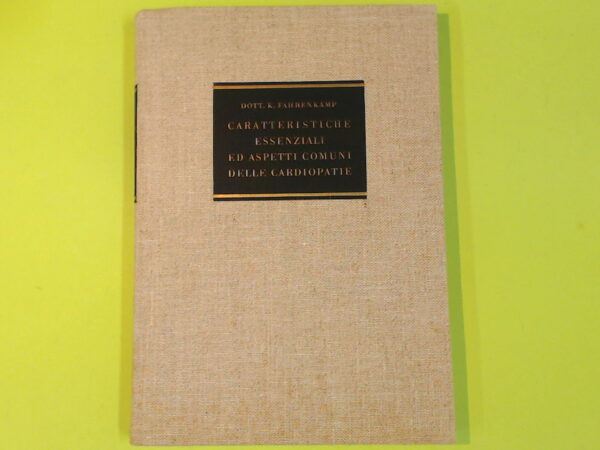 DOTT. K. FAHRENKAMP
CARATTERISTICHE
ESSENZIALI
ED ASPETTI COMUNI
DELLE CARDIOPATIE